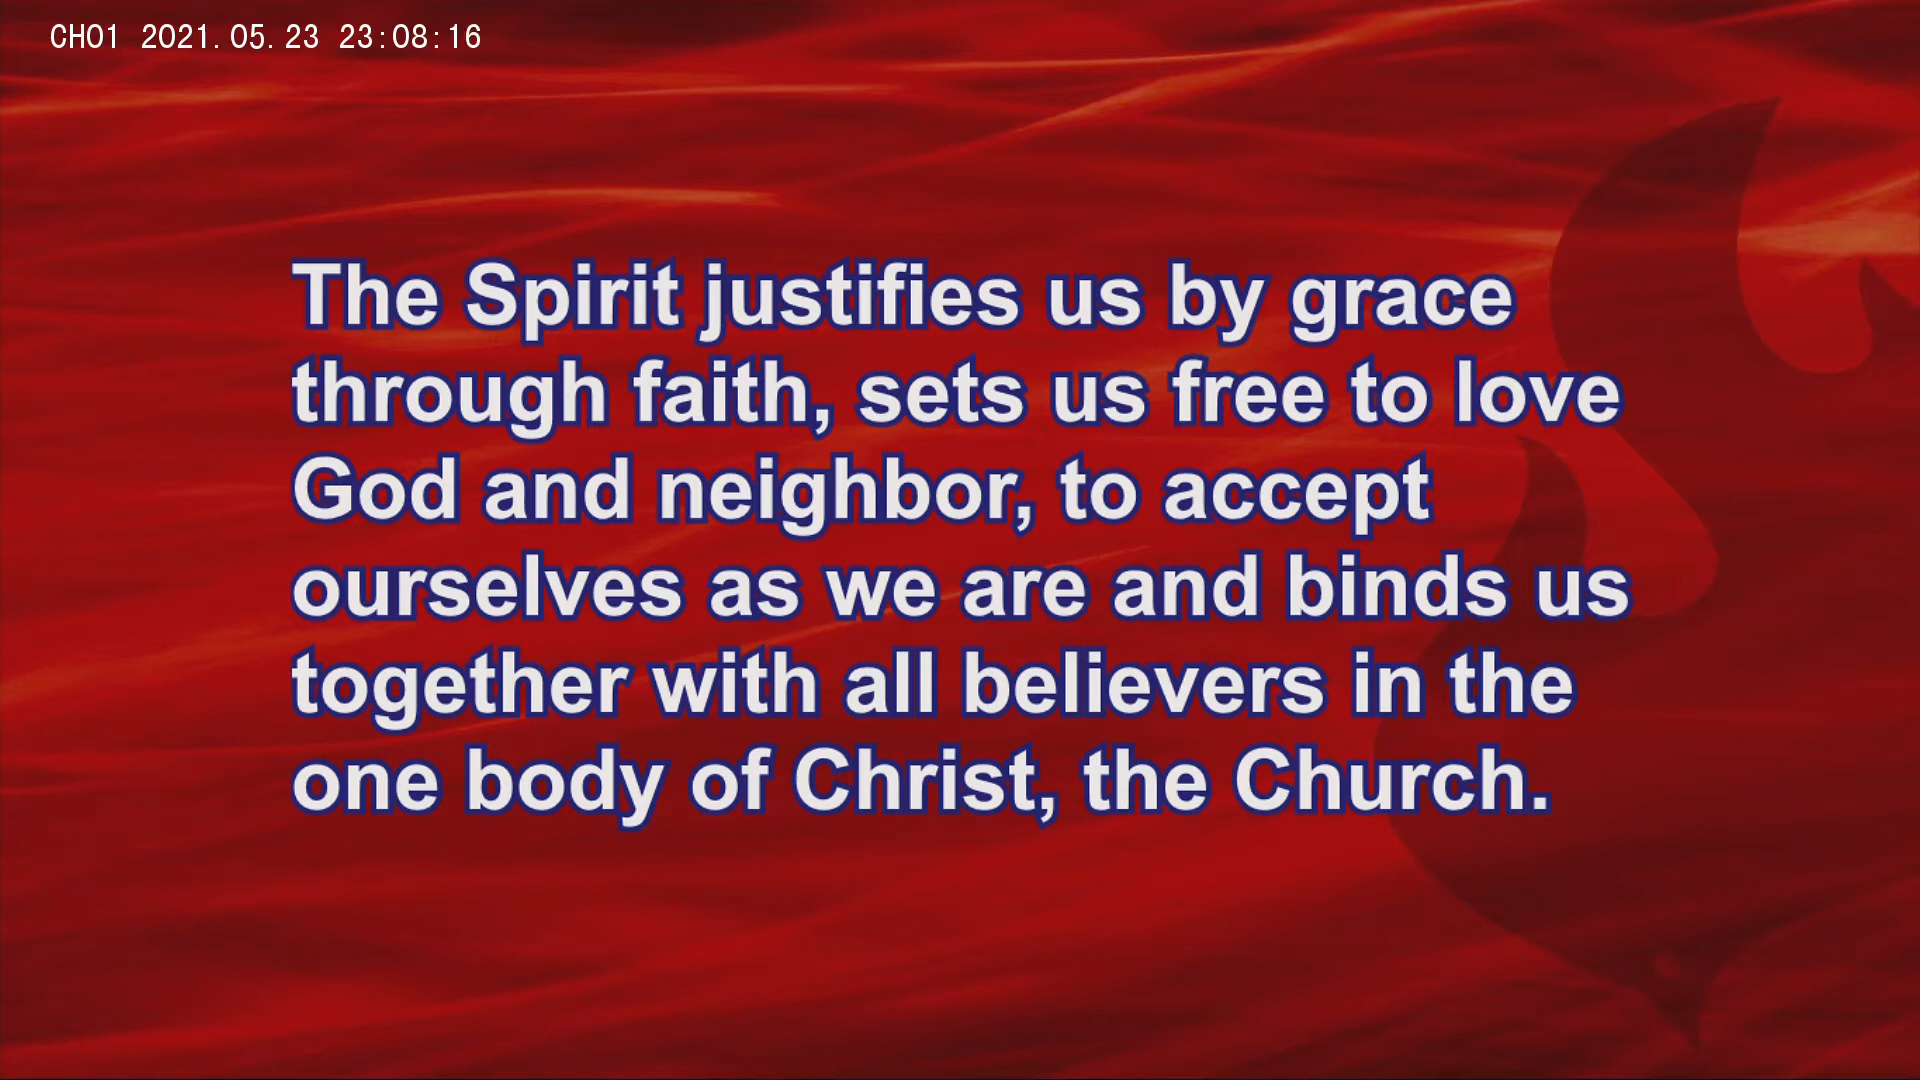 CH01 2021.05.23 23:08:16
The Spirit justifies us by grace
through faith, sets us free to love
God and neighbor, to accept
ourselves as we are and binds us
together with all believers in the
one body of Christ, the Church.